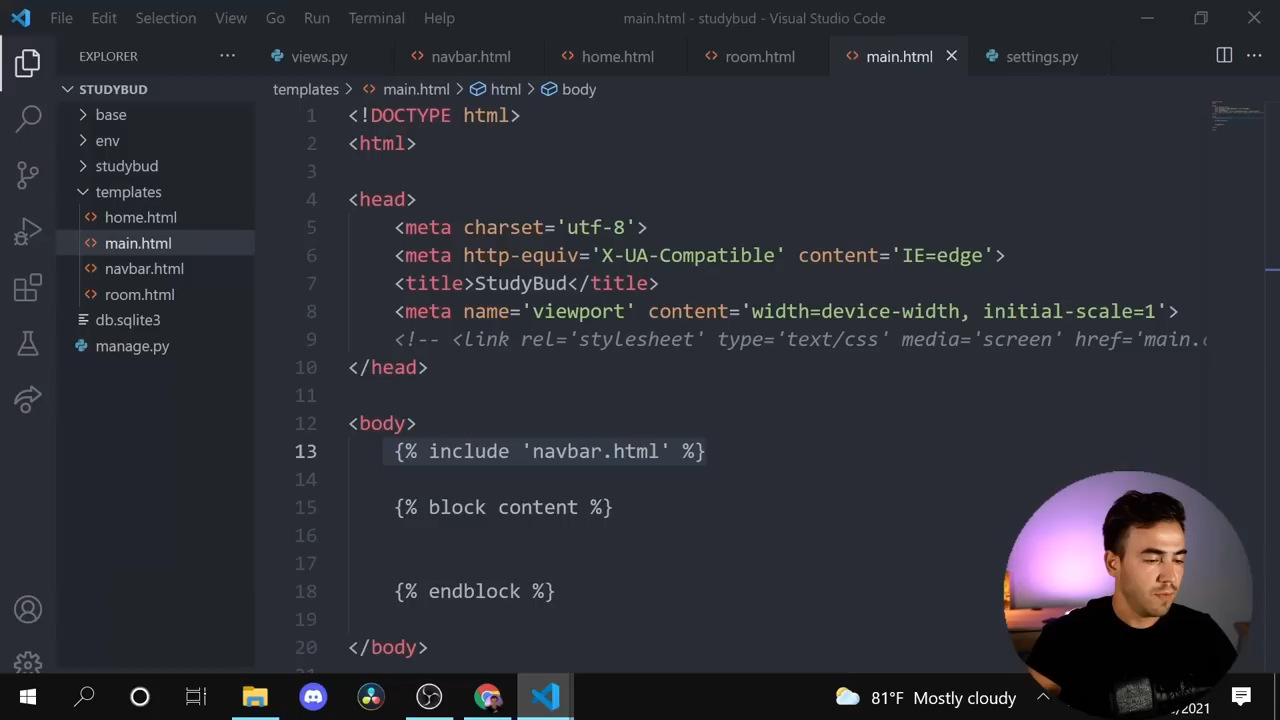 File Edit Selection View Go Run Terminal Help main.html - studybud - Visual Studio Code
EXPLORER
views.py navbar.html home.html room.html main.html settings.py
STUDYBUD
base
env
studybud
templates
home.html
main.html
navbar.html
room.html
db.sqlite3
manage.py
templates > main.html > html > body
1 <!DOCTYPE html>
2 <html>
3
4 <head>
5 <meta charset='utf-8'>
6 <meta http-equiv='X-UA-Compatible' content='IE=edge'>
7 <title>StudyBud</title>
8 <meta name='viewport' content='width=device-width, initial-scale=1'>
9 <!-- <link rel='stylesheet' type='text/css' media='screen' href='main.
10 </head>
11
12 <body>
13 {% include 'navbar.html' %}
14
15 {% block content %}
16
17
18 {% endblock %}
19
20 </body>
81°F Mostly cloudy
/2021